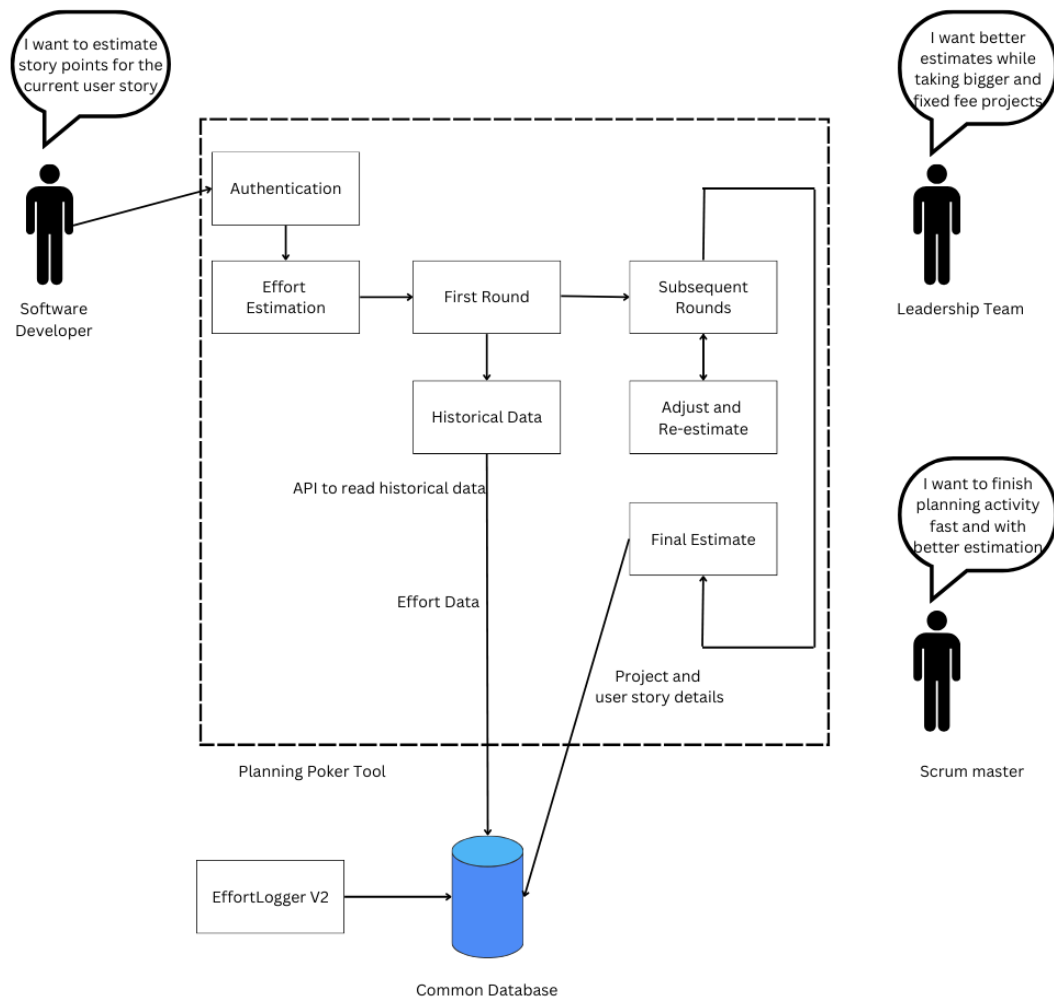 I want to estimate
story points for the
current user story
I want better
estimates while
taking bigger and
fixed fee projects
Authentication
Effort
Estimation
First Round
Subsequent
Rounds
Software
Developer
Leadership Team
Historical Data
Adjust and
Re-estimate
API to read historical data
I want to finish
planning activity
fast and with
better estimation
Final Estimate
Effort Data
Project and
user story details
Planning Poker Tool
Scrum master
EffortLogger V2
Common Database